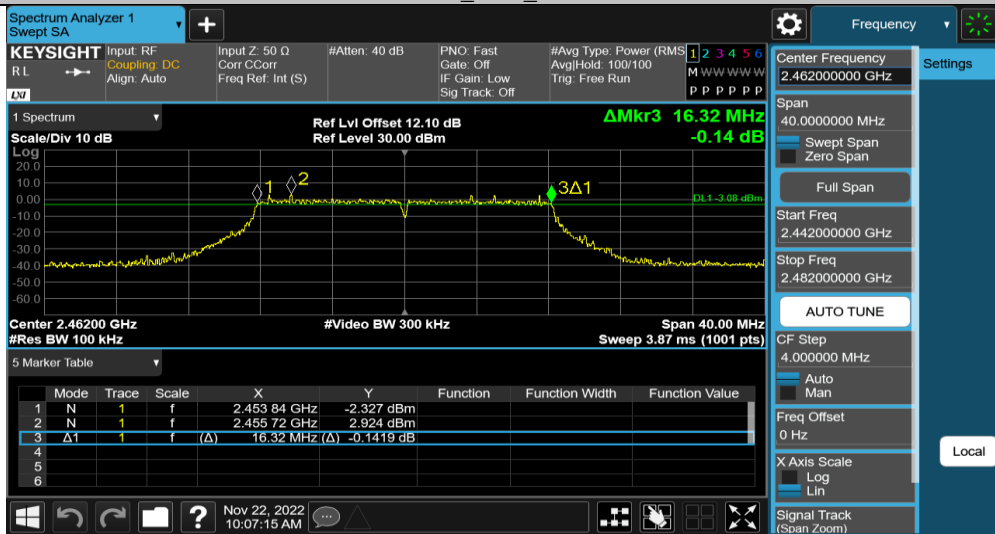 Spectrum Analyzer 1
Swept SA
+
Frequency
KEYSIGHT
R L
LXI
Input: RF
Coupling: DC
Align: Auto
Input Z: 50 Ω
Corr CCorr
Freq Ref: Int (S)
#Atten: 40 dB
PNO: Fast
Gate: Off
IF Gain: Low
Sig Track: Off
#Avg Type: Power (RMS
Avg|Hold: 100/100
Trig: Free Run
1 2 3 4 5 6
M W W W W W
P P P P P P
Center Frequency
2.462000000 GHz
Settings
1 Spectrum
Scale/Div 10 dB
Ref Lvl Offset 12.10 dB
Ref Level 30.00 dBm
ΔMkr3 16.32 MHz
-0.14 dB
Span
40.0000000 MHz
Swept Span
Zero Span
Full Span
Start Freq
2.442000000 GHz
Stop Freq
2.482000000 GHz
AUTO TUNE
CF Step
4.000000 MHz
Auto
Man
Freq Offset
0 Hz
X Axis Scale
Log
Lin
Signal Track
(Span Zoom)
Local
Log
20.0
10.0
0.00
-10.0
-20.0
-30.0
-40.0
-50.0
-60.0
1
2
3Δ1
DL1 -3.08 dBm
Center 2.46200 GHz
#Res BW 100 kHz
#Video BW 300 kHz
Span 40.00 MHz
Sweep 3.87 ms (1001 pts)
5 Marker Table
Mode Trace Scale X Y Function Function Width Function Value
1 N 1 f 2.453 84 GHz -2.327 dBm
2 N 1 f 2.455 72 GHz 2.924 dBm
3 Δ1 1 f (Δ) 16.32 MHz (Δ) -0.1419 dB
4
5
6
?
Nov 22, 2022
10:07:15 AM